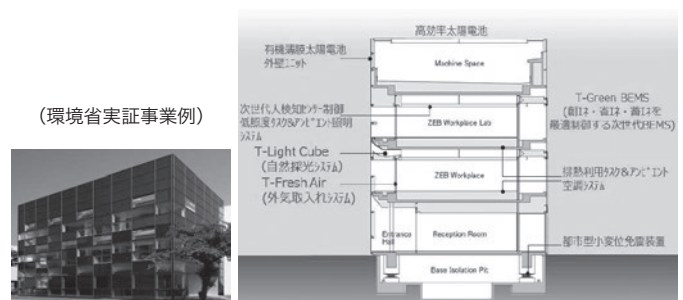 (環境省実証事業例)
高効率太陽電池
有機薄膜太陽電池
外壁ユニット
Machine Space
次世代人検知センサー制御
低照度タスク&アンビエント照明
システム
ZEB Workplace Lab
T-Green BEMS
(創エネ・省エネ・蓄エネを
最適制御する次世代BEMS)
T-Light Cube
(自然採光システム)
T-Fresh Air
(外気取入れシステム)
ZEB Workplace
排熱利用タスク&アンビエント
空調システム
Entrance
Hall
Reception Room
都市型小変位免震装置
Base Isolation Pit